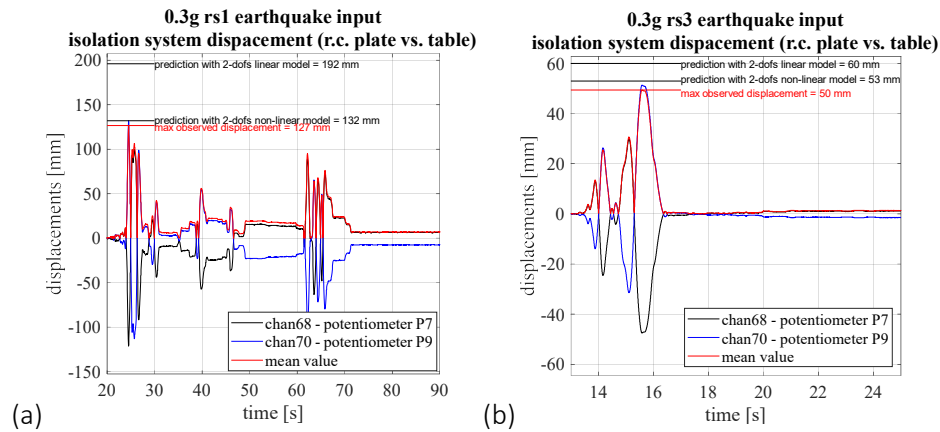 0.3g rs1 earthquake input
isolation system dispacement (r.c. plate vs. table)
200
150
100
50
0
-50
-100
-150
displacements [mm]
prediction with 2-dofs linear model = 192 mm
prediction with 2-dofs non-linear model = 132 mm
max observed displacement = 127 mm
chan68 - potentiometer P7
chan70 - potentiometer P9
mean value
20 30 40 50 60 70 80 90
time [s]
(a)
0.3g rs3 earthquake input
isolation system dispacement (r.c. plate vs. table)
60
40
20
0
-20
-40
-60
displacements [mm]
prediction with 2-dofs linear model = 60 mm
prediction with 2-dofs non-linear model = 53 mm
max observed displacement = 50 mm
chan68 - potentiometer P7
chan70 - potentiometer P9
mean value
14 16 18 20 22 24
time [s]
(b)